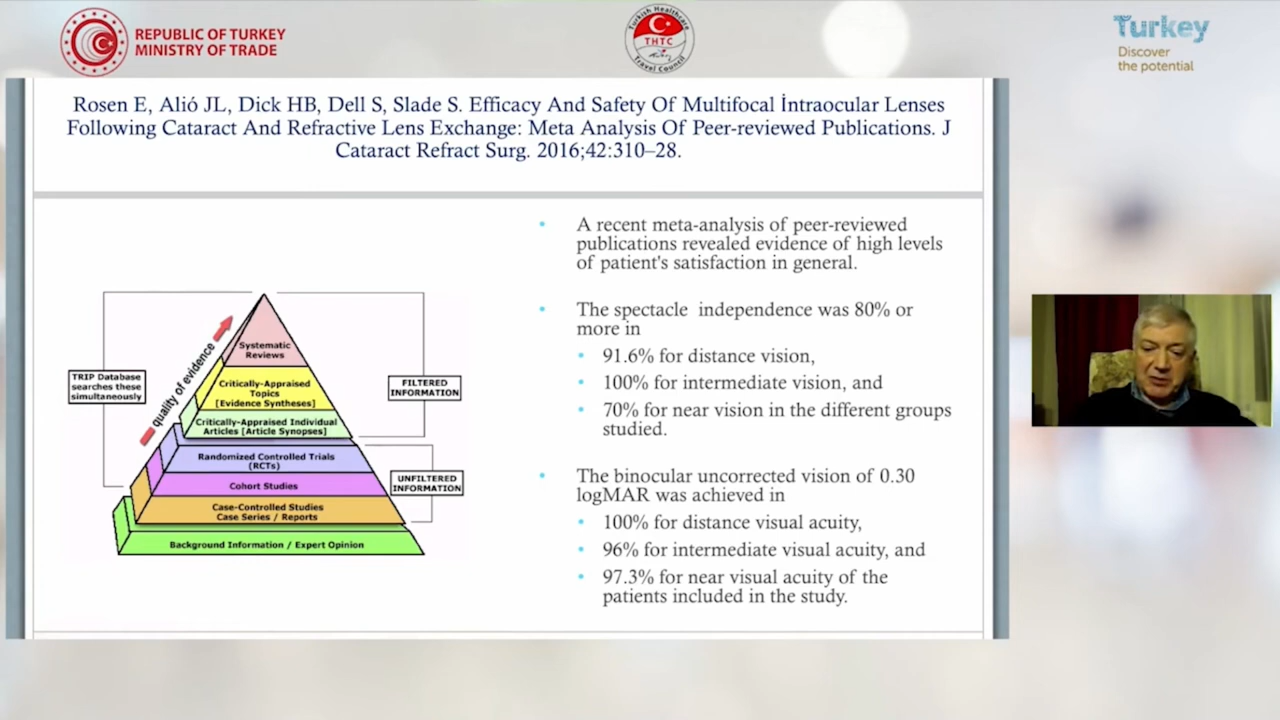 REPUBLIC OF TURKEY
MINISTRY OF TRADE
Turkish Healthcare
THTC
Travel Council
Turkey
Discover
the potential
Rosen E, Alió JL, Dick HB, Dell S, Slade S. Efficacy And Safety Of Multifocal İntraocular Lenses
Following Cataract And Refractive Lens Exchange: Meta Analysis Of Peer-reviewed Publications. J
Cataract Refract Surg. 2016;42:310–28.
TRIP Database
searches these
simultaneously
quality of evidence
Systematic
Reviews
Critically-Appraised
Topics
[Evidence Syntheses]
Critically-Appraised Individual
Articles [Article Synopses]
Randomized Controlled Trials
(RCTs)
Cohort Studies
Case-Controlled Studies
Case Series / Reports
Background Information / Expert Opinion
FILTERED
INFORMATION
UNFILTERED
INFORMATION
• A recent meta-analysis of peer-reviewed
publications revealed evidence of high levels
of patient's satisfaction in general.
• The spectacle independence was 80% or
more in
• 91.6% for distance vision,
• 100% for intermediate vision, and
• 70% for near vision in the different groups
studied.
• The binocular uncorrected vision of 0.30
logMAR was achieved in
• 100% for distance visual acuity,
• 96% for intermediate visual acuity, and
• 97.3% for near visual acuity of the
patients included in the study.